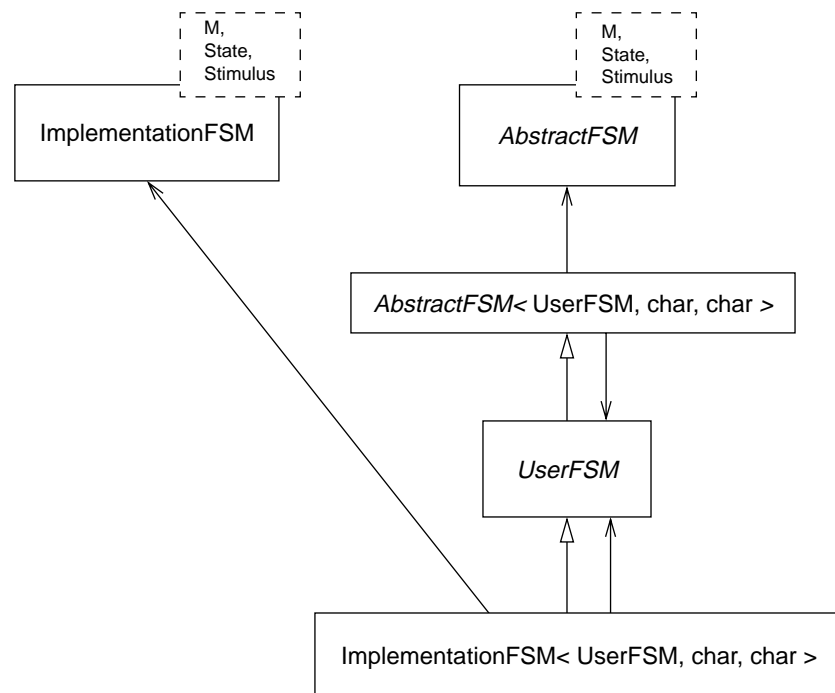 M,
State,
Stimulus
ImplementationFSM
M,
State,
Stimulus
AbstractFSM
AbstractFSM< UserFSM, char, char >
UserFSM
ImplementationFSM< UserFSM, char, char >